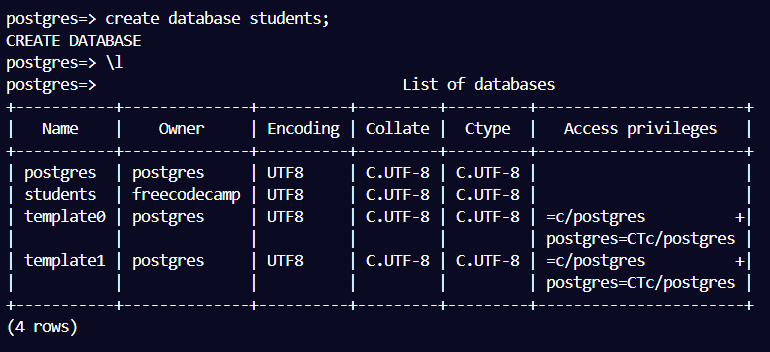 postgres=> create database students;
CREATE DATABASE
postgres=> \l
postgres=>                                        List of databases
+-----------+--------------+----------+---------+---------+-----------------------+
|   Name    |    Owner     | Encoding | Collate |  Ctype  |   Access privileges   |
+-----------+--------------+----------+---------+---------+-----------------------+
| postgres  | postgres     | UTF8     | C.UTF-8 | C.UTF-8 |                       |
| students  | freecodecamp | UTF8     | C.UTF-8 | C.UTF-8 |                       |
| template0 | postgres     | UTF8     | C.UTF-8 | C.UTF-8 | =c/postgres          +|
|           |              |          |         |         | postgres=CTc/postgres |
| template1 | postgres     | UTF8     | C.UTF-8 | C.UTF-8 | =c/postgres          +|
|           |              |          |         |         | postgres=CTc/postgres |
+-----------+--------------+----------+---------+---------+-----------------------+
(4 rows)